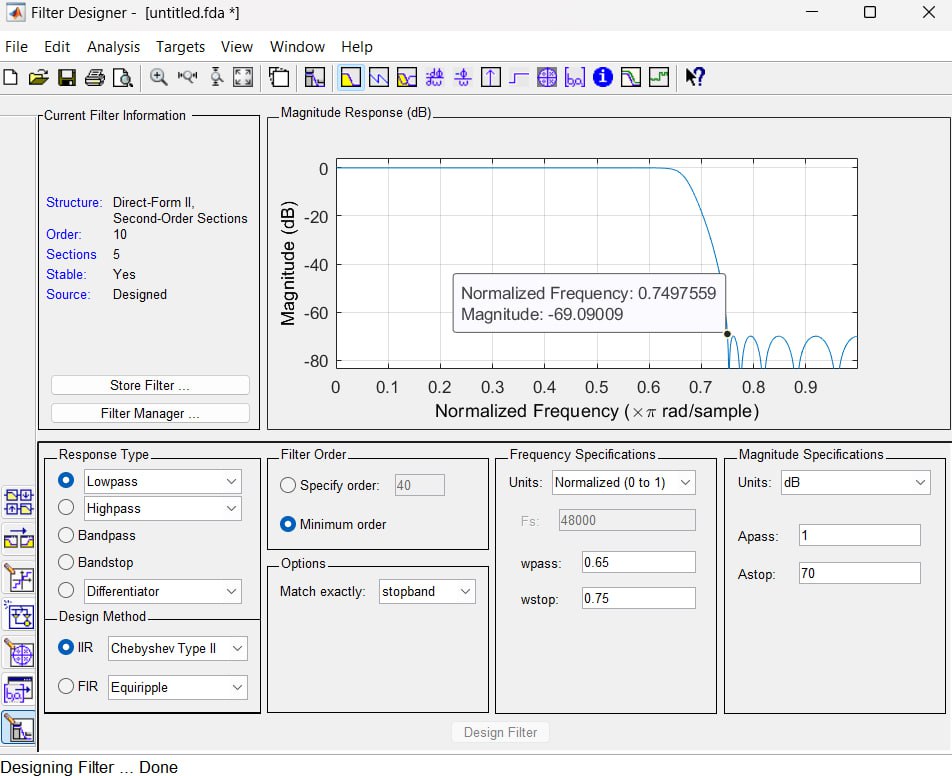 Filter Designer - [untitled.fda *]
File Edit Analysis Targets View Window Help
Current Filter Information
Structure: Direct-Form II,
Second-Order Sections
Order: 10
Sections 5
Stable: Yes
Source: Designed
Store Filter ...
Filter Manager ...
Magnitude Response (dB)
Magnitude (dB)
0
-20
-40
-60
-80
Normalized Frequency: 0.7497559
Magnitude: -69.09009
0 0.1 0.2 0.3 0.4 0.5 0.6 0.7 0.8 0.9
Normalized Frequency (×π rad/sample)
Response Type
Lowpass
Highpass
Bandpass
Bandstop
Differentiator
Design Method
IIR Chebyshev Type II
FIR Equiripple
Filter Order
Specify order: 40
Minimum order
Options
Match exactly: stopband
Frequency Specifications
Units: Normalized (0 to 1)
Fs: 48000
wpass: 0.65
wstop: 0.75
Magnitude Specifications
Units: dB
Apass: 1
Astop: 70
Design Filter
Designing Filter ... Done